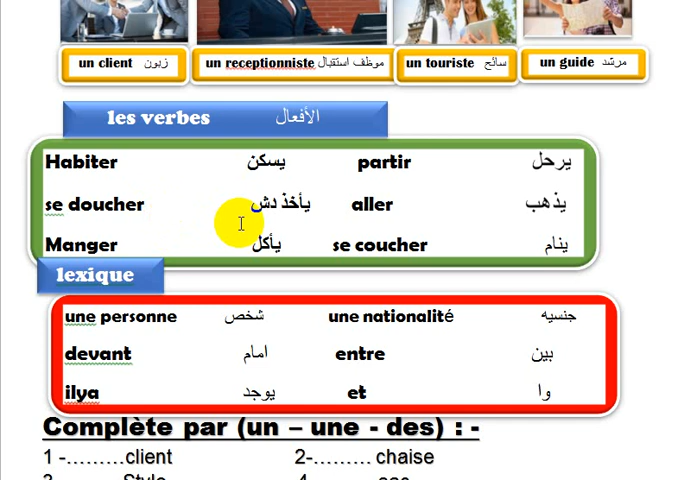 un client زبون un receptionniste موظف استقبال un touriste سائح un guide مرشد
les verbes الأفعال
Habiter يسكن partir يرحل
se doucher يأخذ دش aller يذهب
Manger يأكل se coucher ينام
lexique
une personne شخص une nationalité جنسيه
devant امام entre بين
ilya يوجد et وا
Complète par (un – une - des) : -
1 -.........client 2-......... chaise